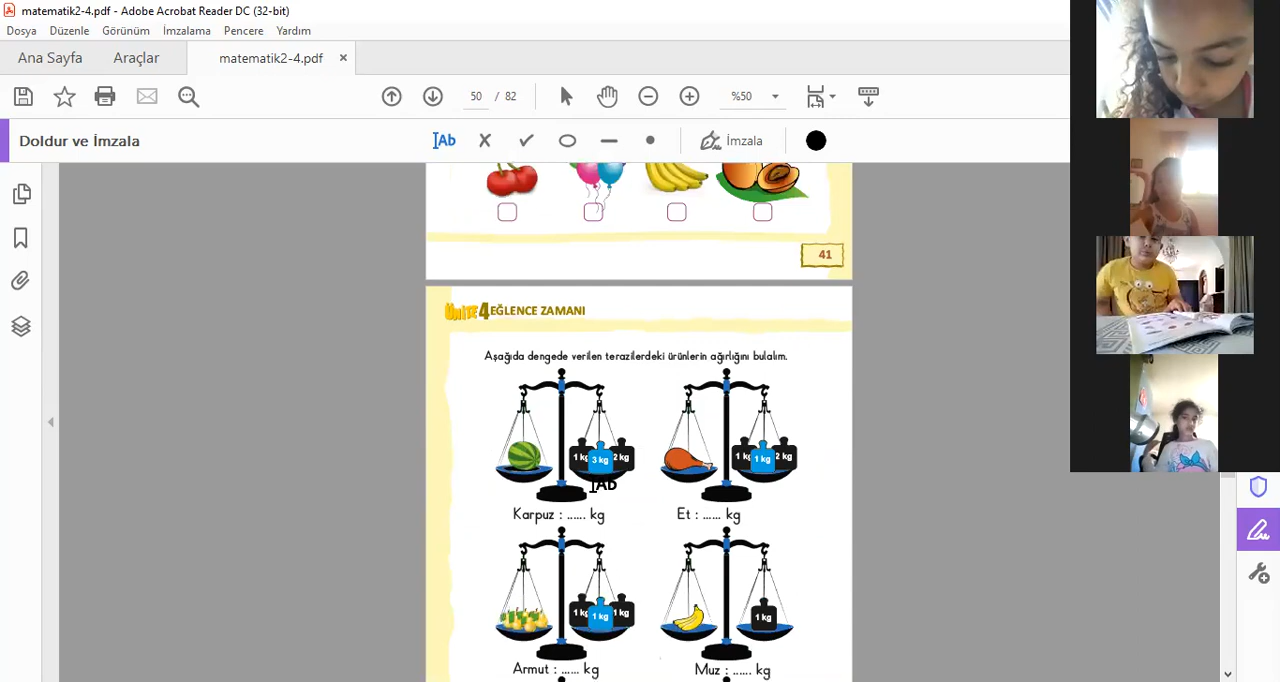 matematik2-4.pdf - Adobe Acrobat Reader DC (32-bit)
Dosya Düzenle Görünüm İmzalama Pencere Yardım
Ana Sayfa Araçlar matematik2-4.pdf ×
50 / 82 %50
Doldur ve İmzala IAb İmzala
41
ÜNİTE 4 EĞLENCE ZAMANI
Aşağıda dengede verilen terazilerdeki ürünlerin ağırlığını bulalım.
1 kg 3 kg 2 kg 1 kg 1 kg 2 kg
IAb
Karpuz : ...... kg Et : ...... kg
1 kg 1 kg 1 kg 1 kg
Armut : ...... kg Muz : ...... kg